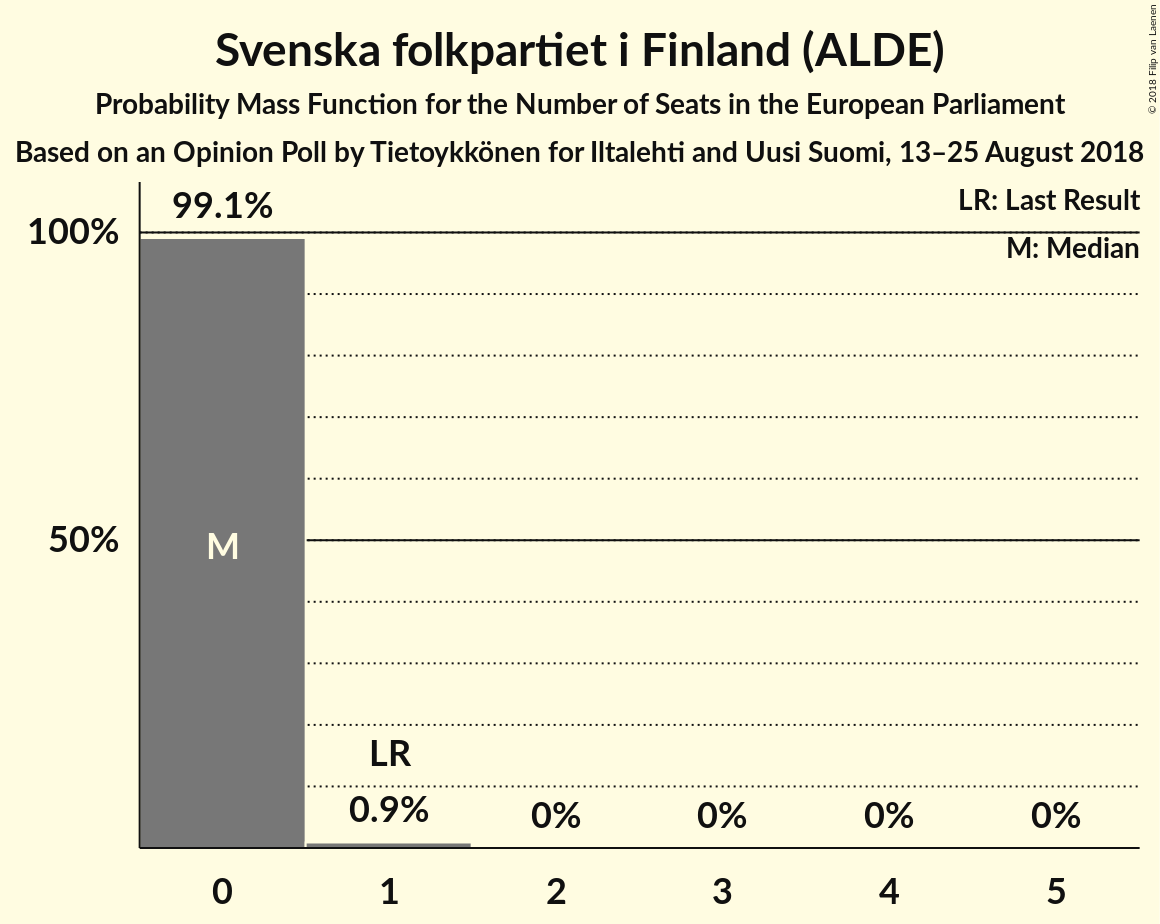 Svenska folkpartiet i Finland (ALDE)
Probability Mass Function for the Number of Seats in the European Parliament
Based on an Opinion Poll by Tietoykkönen for Iltalehti and Uusi Suomi, 13–25 August 2018
© 2018 Filip van Laenen
LR: Last Result
M: Median
99.1%
100%
50%
M
LR
0.9%
0%
0%
0%
0%
0
1
2
3
4
5